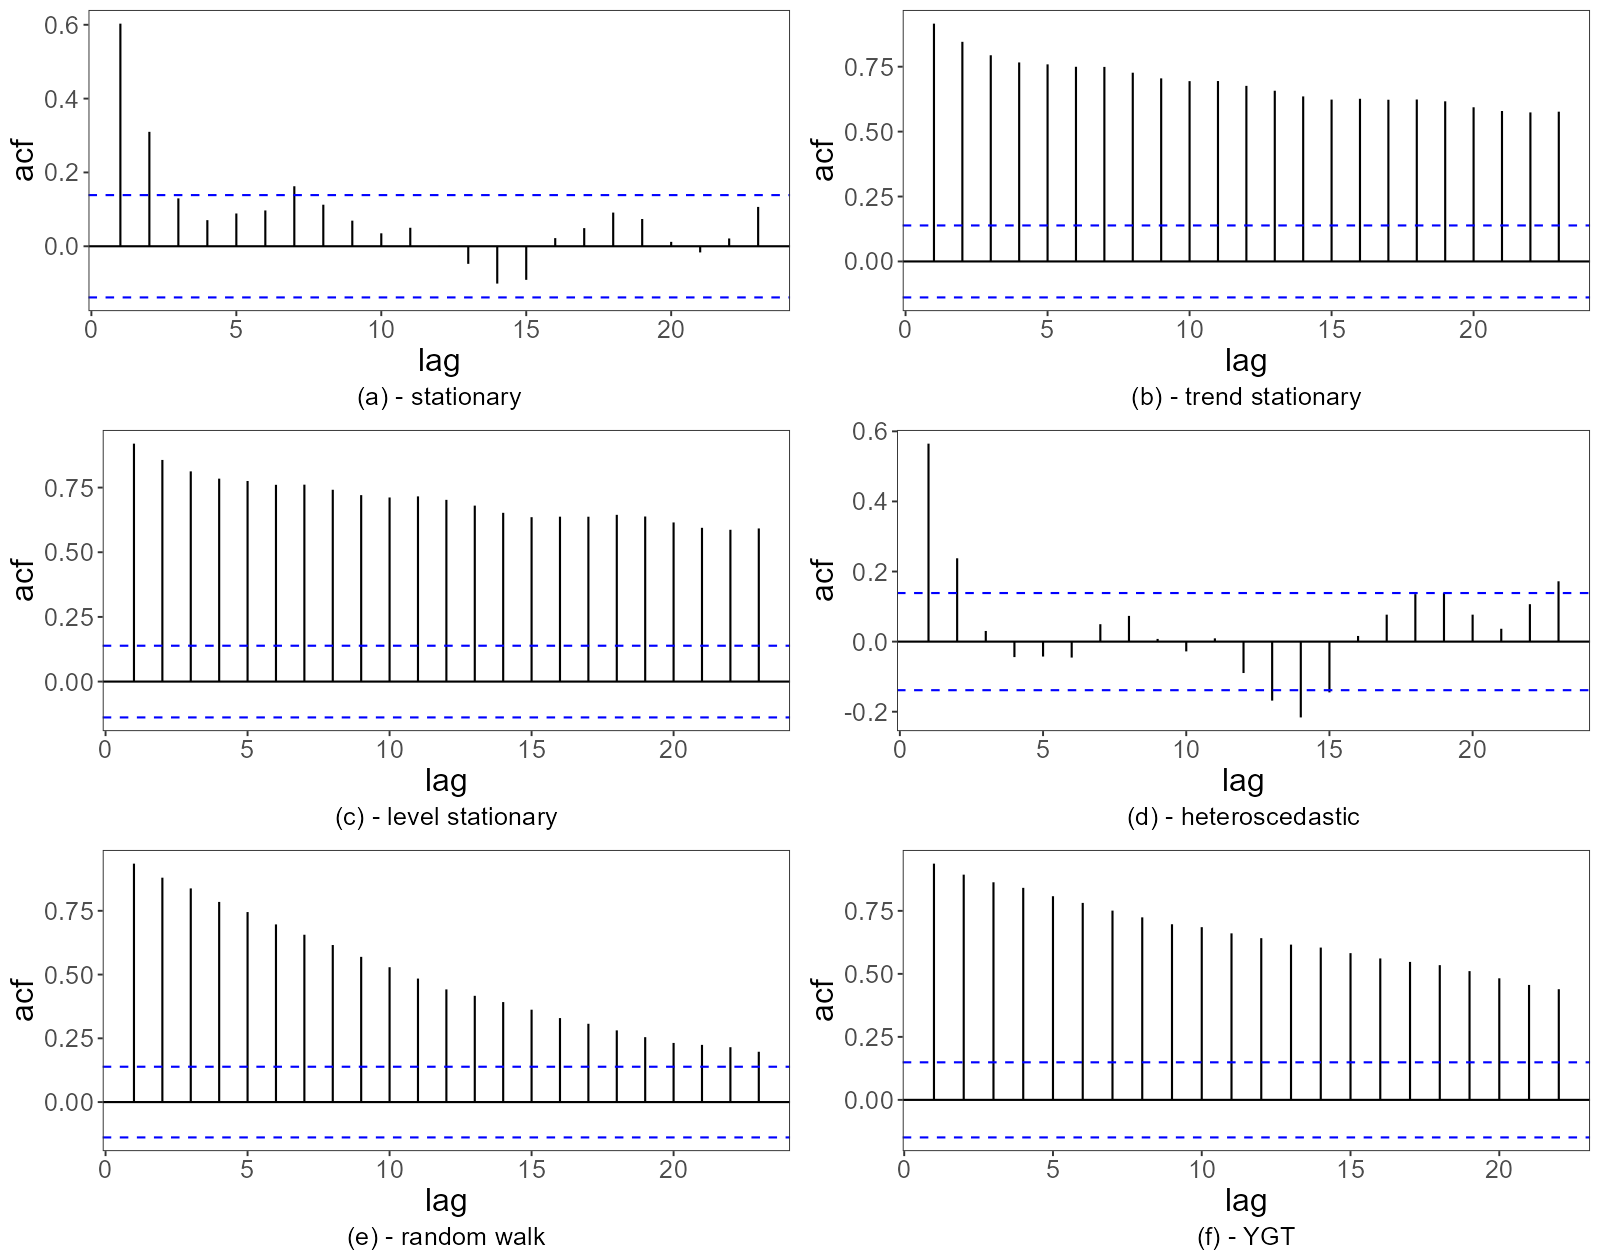 0.6
0.4
0.2
0.0
acf
0 5 10 15 20
lag
(a) - stationary
0.75
0.50
0.25
0.00
acf
0 5 10 15 20
lag
(b) - trend stationary
0.75
0.50
0.25
0.00
acf
0 5 10 15 20
lag
(c) - level stationary
0.6
0.4
0.2
0.0
-0.2
acf
0 5 10 15 20
lag
(d) - heteroscedastic
0.75
0.50
0.25
0.00
acf
0 5 10 15 20
lag
(e) - random walk
0.75
0.50
0.25
0.00
acf
0 5 10 15 20
lag
(f) - YGT